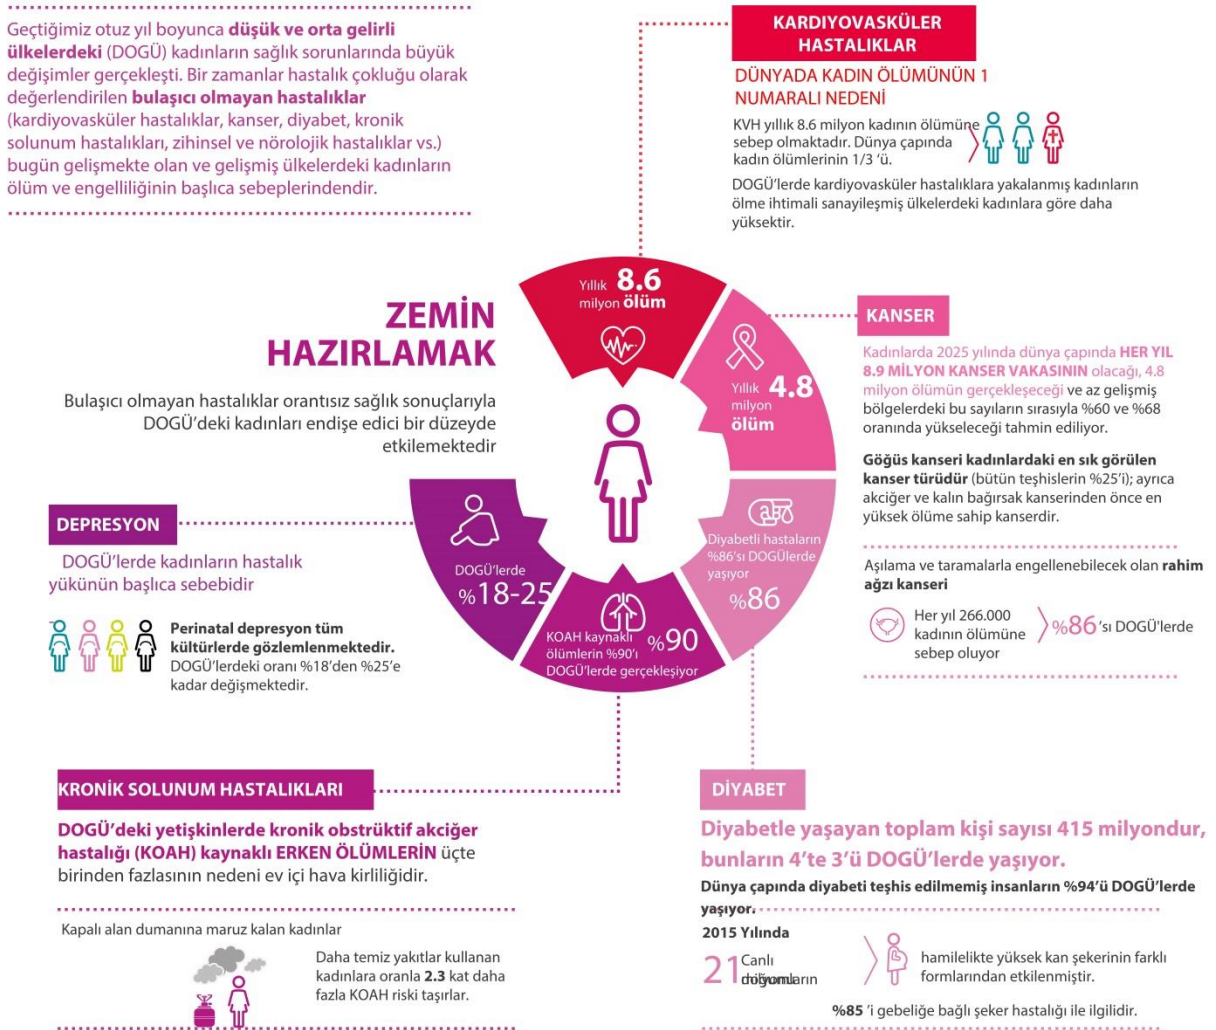 Geçtiğimiz otuz yıl boyunca düşük ve orta gelirli
ülkelerdeki (DOGÜ) kadınların sağlık sorunlarında büyük
değişimler gerçekleşti. Bir zamanlar hastalık çokluğu olarak
değerlendirilen bulaşıcı olmayan hastalıklar
(kardiyovasküler hastalıklar, kanser, diyabet, kronik
solunum hastalıkları, zihinsel ve nörolojik hastalıklar vs.)
bugün gelişmekte olan ve gelişmiş ülkelerdeki kadınların
ölüm ve engelliliğinin başlıca sebeplerindendir.
KARDİYOVASKÜLER
HASTALIKLAR
DÜNYADA KADIN ÖLÜMÜNÜN 1
NUMARALI NEDENİ
KVH yıllık 8.6 milyon kadının ölümüne
sebep olmaktadır. Dünya çapında
kadın ölümlerinin 1/3 ‘ü.
DOGÜ’lerde kardiyovasküler hastalıklara yakalanmış kadınların
ölme ihtimali sanayileşmiş ülkelerdeki kadınlara göre daha
yüksektir.
ZEMİN
HAZIRLAMAK
Bulaşıcı olmayan hastalıklar orantısız sağlık sonuçlarıyla
DOGÜ’deki kadınları endişe edici bir düzeyde
etkilemektedir
Yıllık 8.6
milyon ölüm
Yıllık 4.8
milyon
ölüm
Diyabetli hastaların
%86’sı DOGÜlerde
yaşıyor
%86
KOAH kaynaklı %90
ölümlerin %90’ı
DOGÜ’lerde gerçekleşiyor
DOGÜ’lerde
%18-25
KANSER
Kadınlarda 2025 yılında dünya çapında HER YIL
8.9 MİLYON KANSER VAKASININ olacağı, 4.8
milyon ölümün gerçekleşeceği ve az gelişmiş
bölgelerdeki bu sayıların sırasıyla %60 ve %68
oranında yükseleceği tahmin ediliyor.
Göğüs kanseri kadınlardaki en sık görülen
kanser türüdür (bütün teşhislerin %25’i); ayrıca
akciğer ve kalın bağırsak kanserinden önce en
yüksek ölüme sahip kanserdir.
Aşılama ve taramalarla engellenebilecek olan rahim
ağzı kanseri
Her yıl 266.000
kadının ölümüne
sebep oluyor
%86’sı DOGÜ'lerde
DEPRESYON
DOGÜ’lerde kadınların hastalık
yükünün başlıca sebebidir
Perinatal depresyon tüm
kültürlerde gözlemlenmektedir.
DOGÜ’lerdeki oranı %18’den %25’e
kadar değişmektedir.
KRONİK SOLUNUM HASTALIKLARI
DOGÜ’deki yetişkinlerde kronik obstrüktif akciğer
hastalığı (KOAH) kaynaklı ERKEN ÖLÜMLERİN üçte
birinden fazlasının nedeni ev içi hava kirliliğidir.
Kapalı alan dumanına maruz kalan kadınlar
Daha temiz yakıtlar kullanan
kadınlara oranla 2.3 kat daha
fazla KOAH riski taşırlar.
DİYABET
Diyabetle yaşayan toplam kişi sayısı 415 milyondur,
bunların 4’te 3’ü DOGÜ’lerde yaşıyor.
Dünya çapında diyabeti teşhis edilmemiş insanların %94’ü DOGÜ’lerde
yaşıyor.
2015 Yılında
21 Canlı
hamilelikte yüksek kan şekerinin farklı
formlarından etkilenmiştir.
%85 ’i gebeliğe bağlı şeker hastalığı ile ilgilidir.